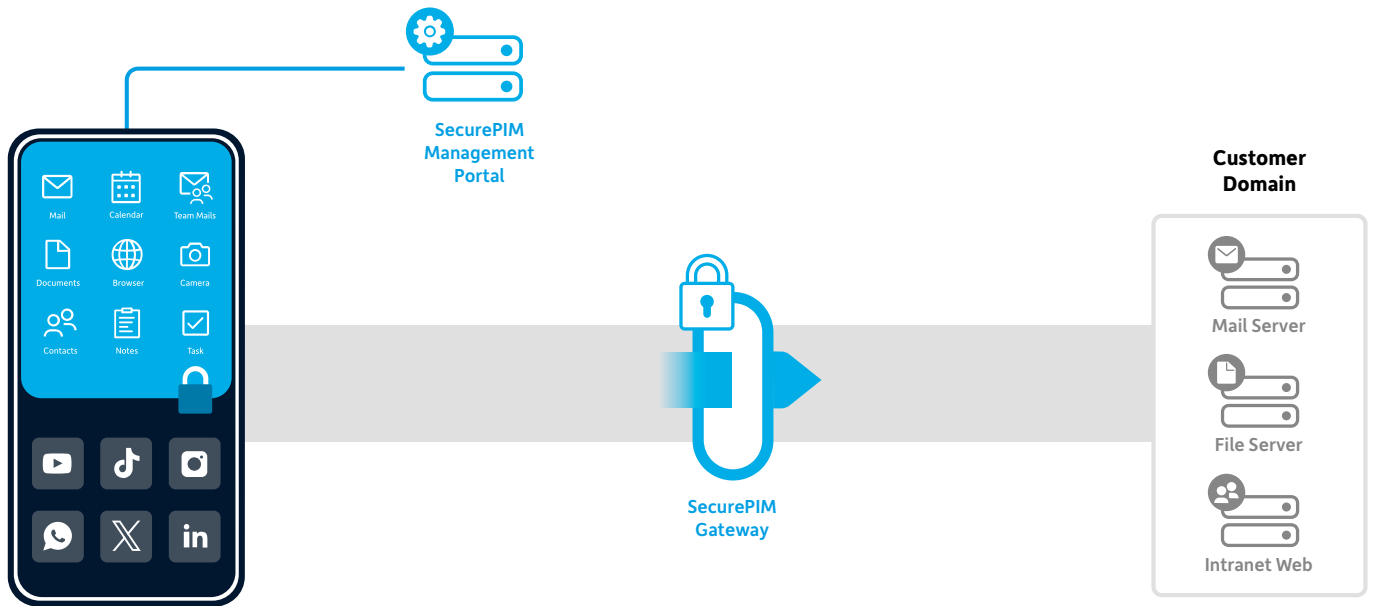 SecurePIM
Management
Portal
Customer
Domain
Mail
Calendar
Team Mails
Documents
Browser
Camera
Contacts
Notes
Task
in
SecurePIM
Gateway
Mail Server
File Server
Intranet Web